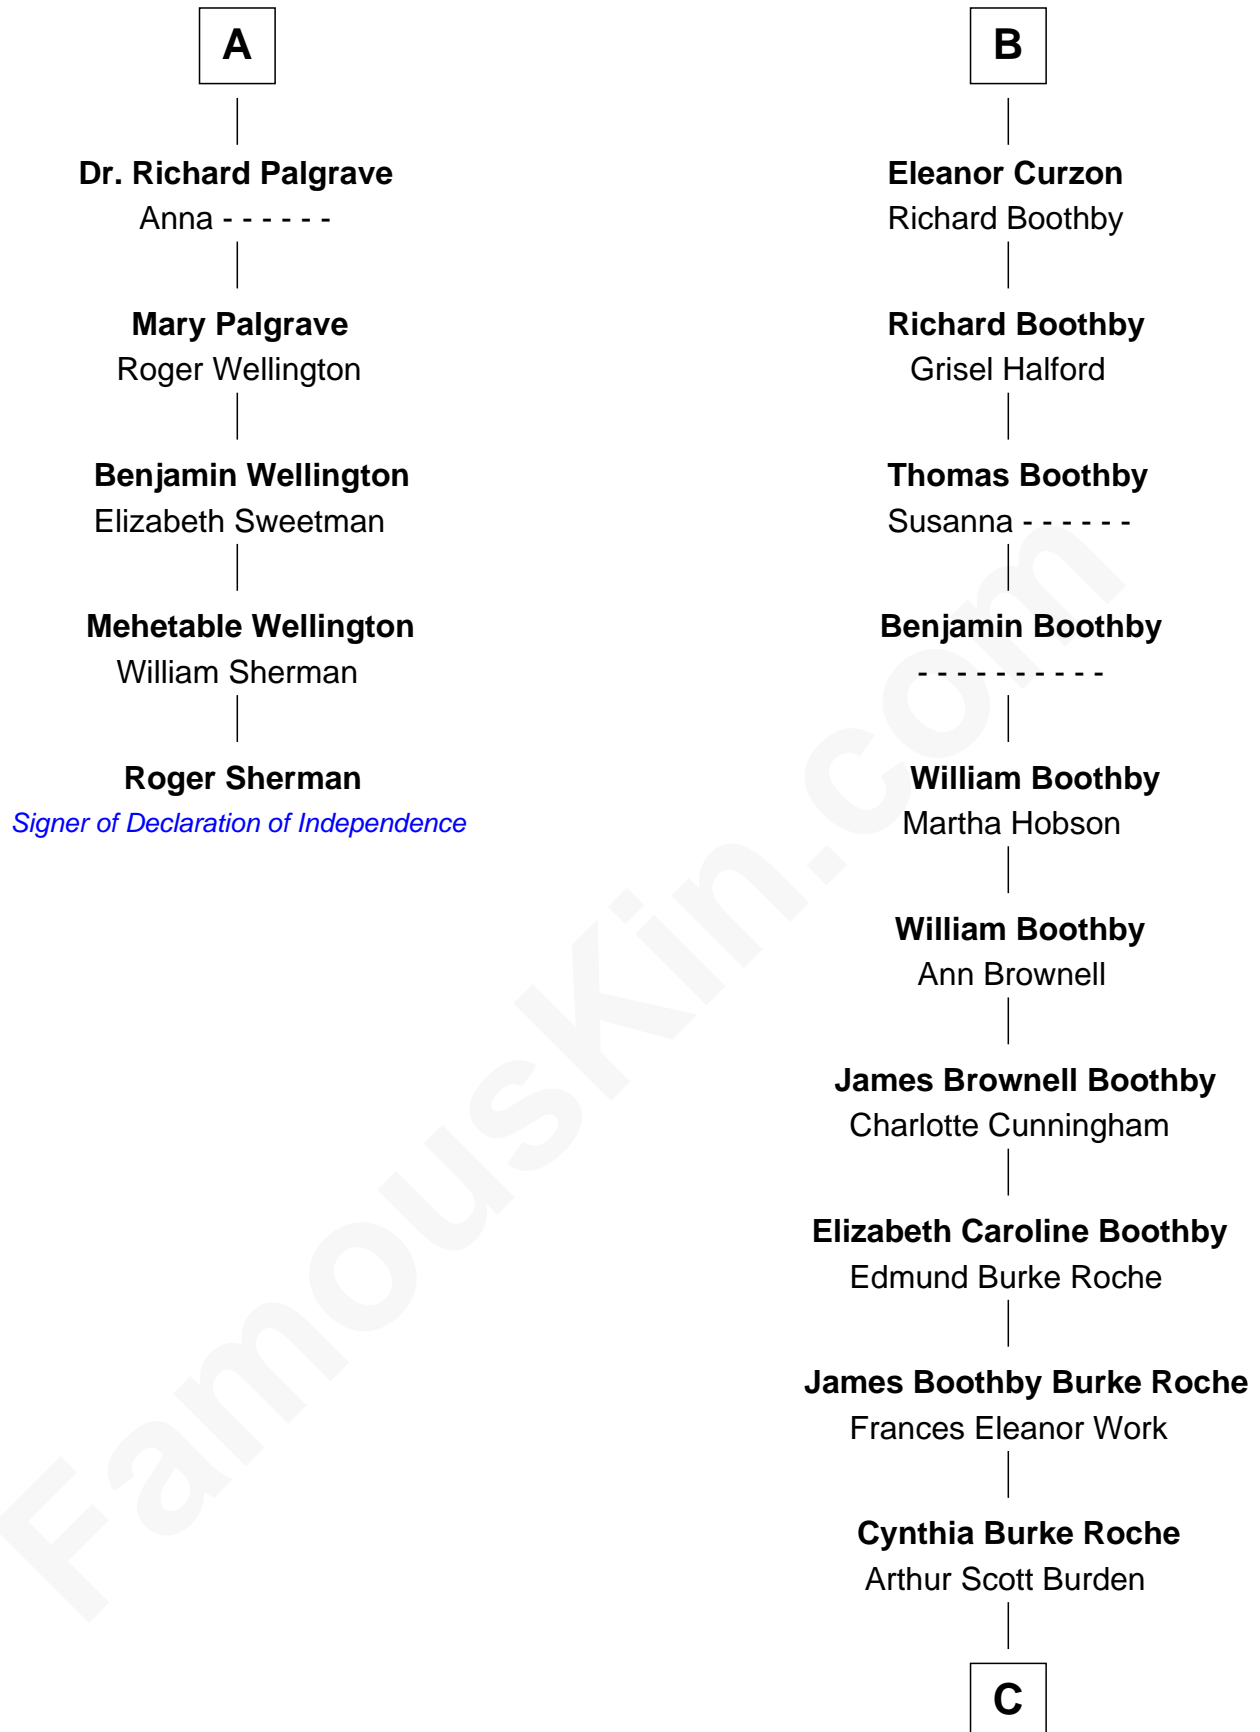 A
Dr. Richard Palgrave
Anna - - - - - -
Mary Palgrave
Roger Wellington
Benjamin Wellington
Elizabeth Sweetman
Mehetable Wellington
William Sherman
Roger Sherman
Signer of Declaration of Independence
B
Eleanor Curzon
Richard Boothby
Richard Boothby
Grisel Halford
Thomas Boothby
Susanna - - - - - -
Benjamin Boothby
- - - - - - - - - -
William Boothby
Martha Hobson
William Boothby
Ann Brownell
James Brownell Boothby
Charlotte Cunningham
Elizabeth Caroline Boothby
Edmund Burke Roche
James Boothby Burke Roche
Frances Eleanor Work
Cynthia Burke Roche
Arthur Scott Burden
C
FamousKin.com